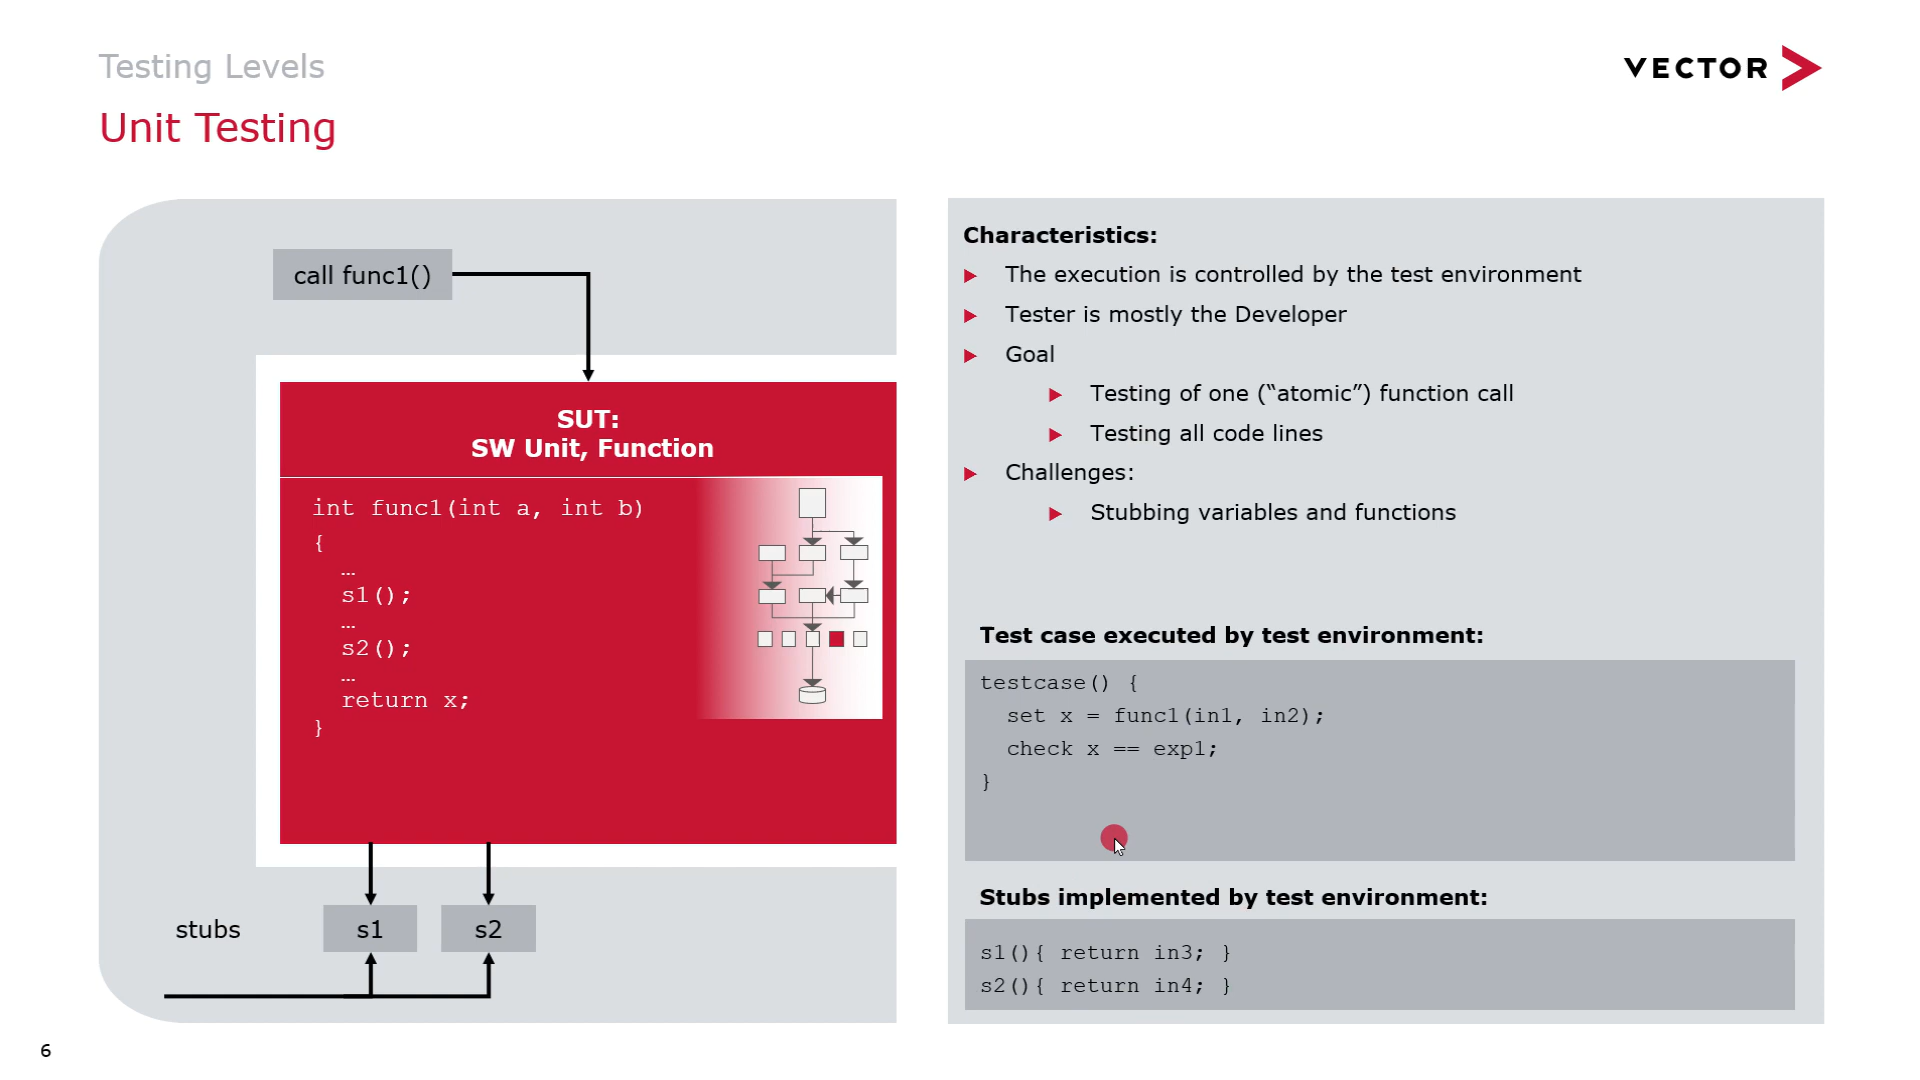 Testing Levels
VECTOR
Unit Testing
call func1()
SUT:
SW Unit, Function
int func1(int a, int b)
{
…
s1();
…
s2();
…
return x;
}
stubs
s1
s2
Characteristics:
The execution is controlled by the test environment
Tester is mostly the Developer
Goal
Testing of one (“atomic”) function call
Testing all code lines
Challenges:
Stubbing variables and functions
Test case executed by test environment:
testcase() {
set x = func1(in1, in2);
check x == exp1;
}
Stubs implemented by test environment:
s1(){ return in3; }
s2(){ return in4; }
6